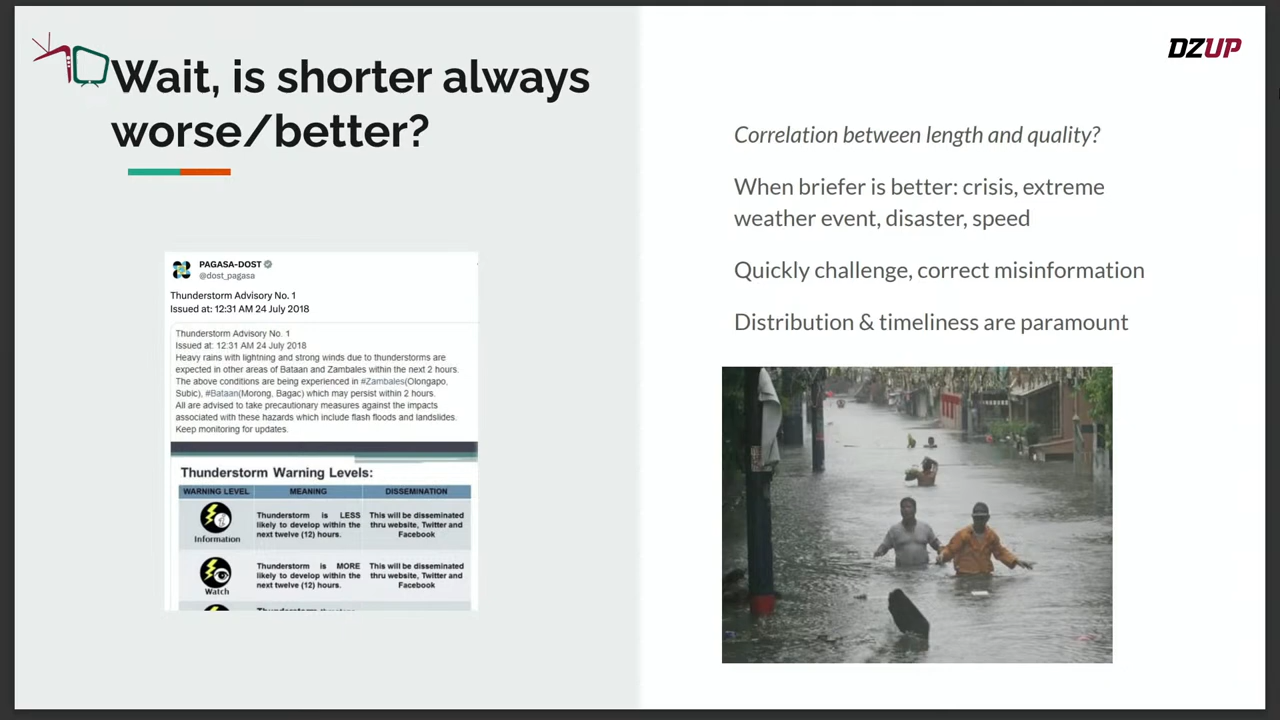 Wait, is shorter always
worse/better?
DZUP
Correlation between length and quality?
When briefer is better: crisis, extreme
weather event, disaster, speed
Quickly challenge, correct misinformation
Distribution & timeliness are paramount
PAGASA-DOST
@dost_pagasa
Thunderstorm Advisory No. 1
Issued at: 12:31 AM 24 July 2018
Thunderstorm Advisory No. 1
Issued at: 12:31 AM 24 July 2018
Heavy rains with lightning and strong winds due to thunderstorms are
expected in other areas of Bataan and Zambales within the next 2 hours.
The above conditions are being experienced in #Zambales(Olongapo,
Subic), #Bataan(Morong, Bagac) which may persist within 2 hours.
All are advised to take precautionary measures against the impacts
associated with these hazards which include flash floods and landslides.
Keep monitoring for updates.
Thunderstorm Warning Levels:
WARNING LEVEL MEANING DISSEMINATION
Information
Thunderstorm is LESS
likely to develop within the
next twelve (12) hours.
This will be disseminated
thru website, Twitter and
Facebook
Watch
Thunderstorm is MORE
likely to develop within the
next twelve (12) hours.
This will be disseminated
thru website, Twitter and
Facebook